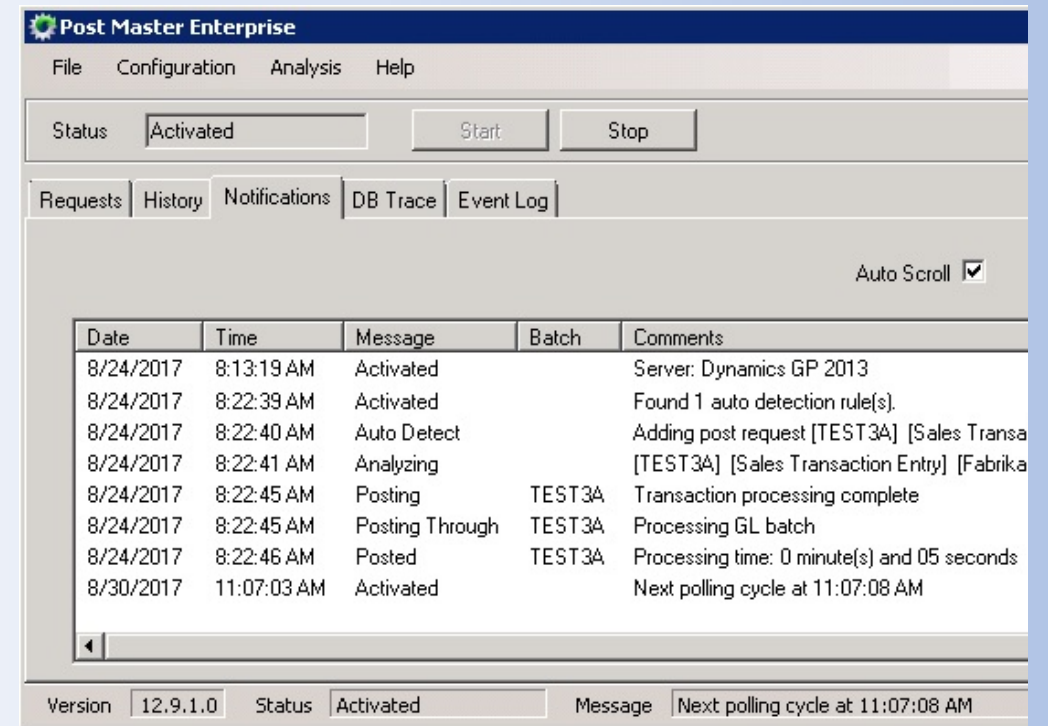 Post Master Enterprise
File Configuration Analysis Help
Status Activated Start Stop
Requests History Notifications DB Trace Event Log
Auto Scroll
Date Time Message Batch Comments
8/24/2017 8:13:19 AM Activated Server: Dynamics GP 2013
8/24/2017 8:22:39 AM Activated Found 1 auto detection rule(s).
8/24/2017 8:22:40 AM Auto Detect Adding post request [TEST3A] [Sales Transa
8/24/2017 8:22:41 AM Analyzing [TEST3A] [Sales Transaction Entry] [Fabrika
8/24/2017 8:22:45 AM Posting TEST3A Transaction processing complete
8/24/2017 8:22:45 AM Posting Through TEST3A Processing GL batch
8/24/2017 8:22:46 AM Posted TEST3A Processing time: 0 minute(s) and 05 seconds
8/30/2017 11:07:03 AM Activated Next polling cycle at 11:07:08 AM
Version 12.9.1.0 Status Activated Message Next polling cycle at 11:07:08 AM